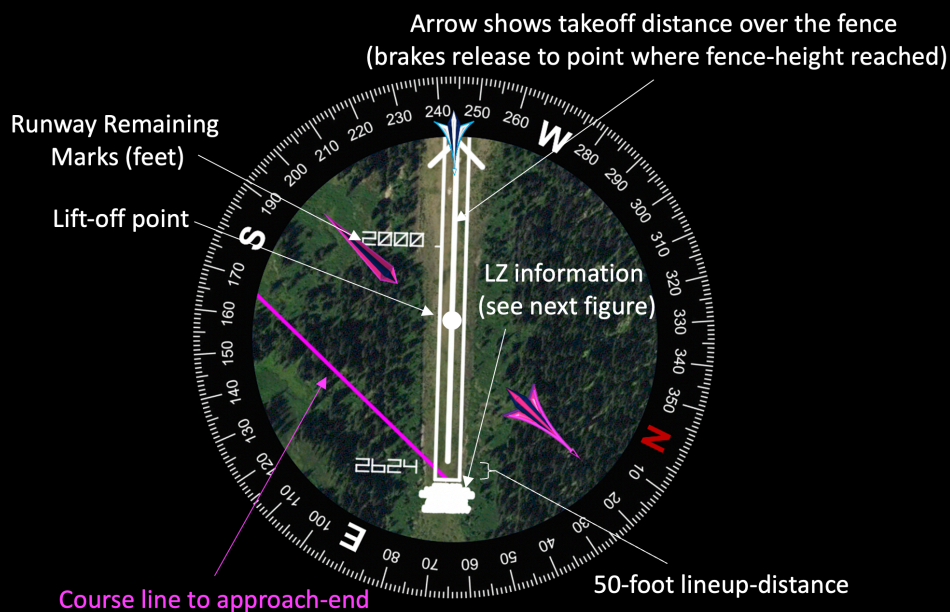 Arrow shows takeoff distance over the fence
(brakes release to point where fence-height reached)
Runway Remaining
Marks (feet)
Lift-off point
LZ information
(see next figure)
2000
2624
50-foot lineup-distance
Course line to approach-end
240
250
260
W
280
290
300
310
320
330
340
350
N
10
20
30
40
50
60
70
80
E
100
110
120
130
140
150
160
170
S
190
200
210
220
230